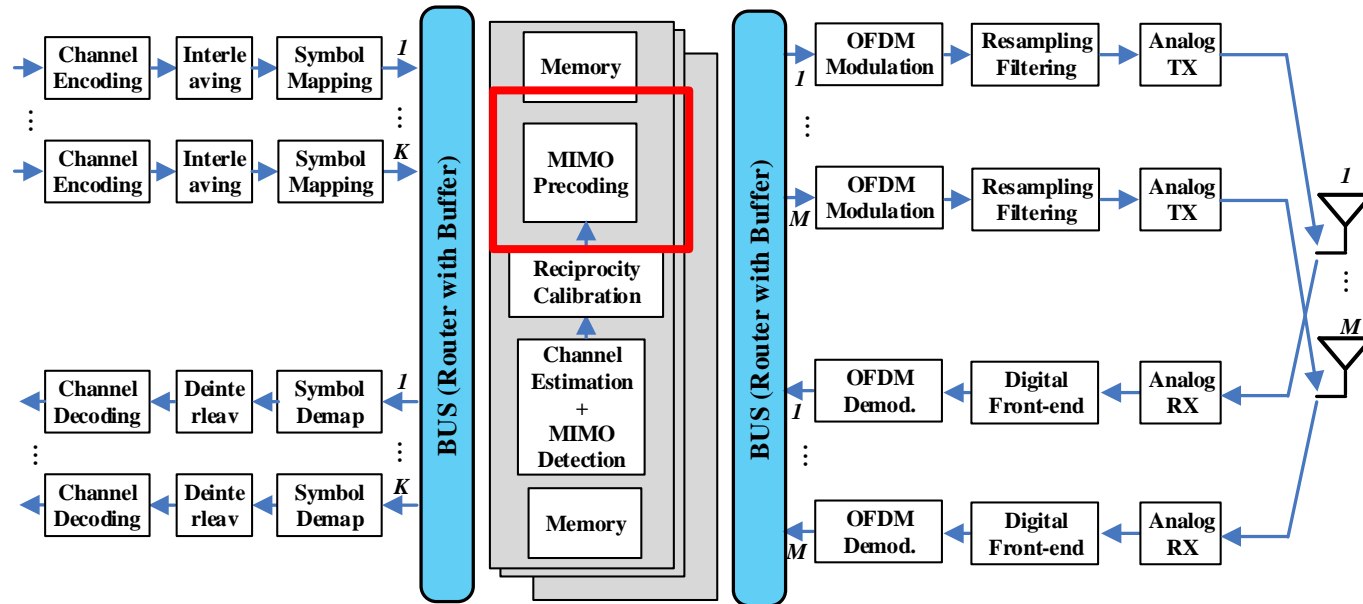 Channel
Encoding
Interle
aving
Symbol
Mapping
1
...
...
Channel
Encoding
Interle
aving
Symbol
Mapping
K
Channel
Decoding
Deinte
rleav
Symbol
Demap
1
...
...
Channel
Decoding
Deinte
rleav
Symbol
Demap
K
BUS (Router with Buffer)
Memory
MIMO
Precoding
Reciprocity
Calibration
Channel
Estimation
+
MIMO
Detection
Memory
BUS (Router with Buffer)
1
OFDM
Modulation
Resampling
Filtering
Analog
TX
...
M
OFDM
Modulation
Resampling
Filtering
Analog
TX
1
...
M
1
OFDM
Demod.
Digital
Front-end
Analog
RX
...
M
OFDM
Demod.
Digital
Front-end
Analog
RX